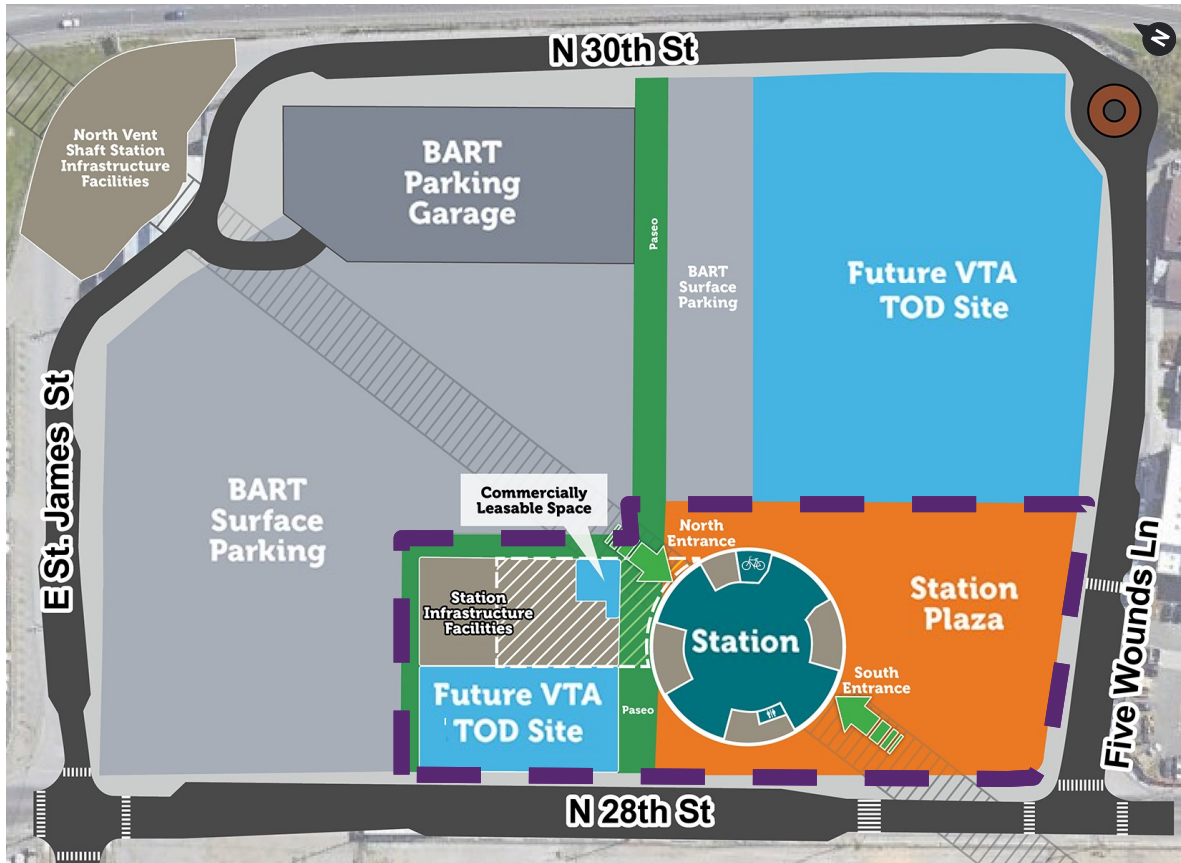 N 30th St
N
North Vent
Shaft Station
Infrastructure
Facilities
BART
Parking
Garage
Paseo
BART
Surface
Parking
Future VTA
TOD Site
E St. James St
BART
Surface
Parking
Commercially
Leasable Space
North
Entrance
Station
Infrastructure
Facilities
Station
Station
Plaza
South
Entrance
Future VTA
TOD Site
Paseo
Five Wounds Ln
N 28th St